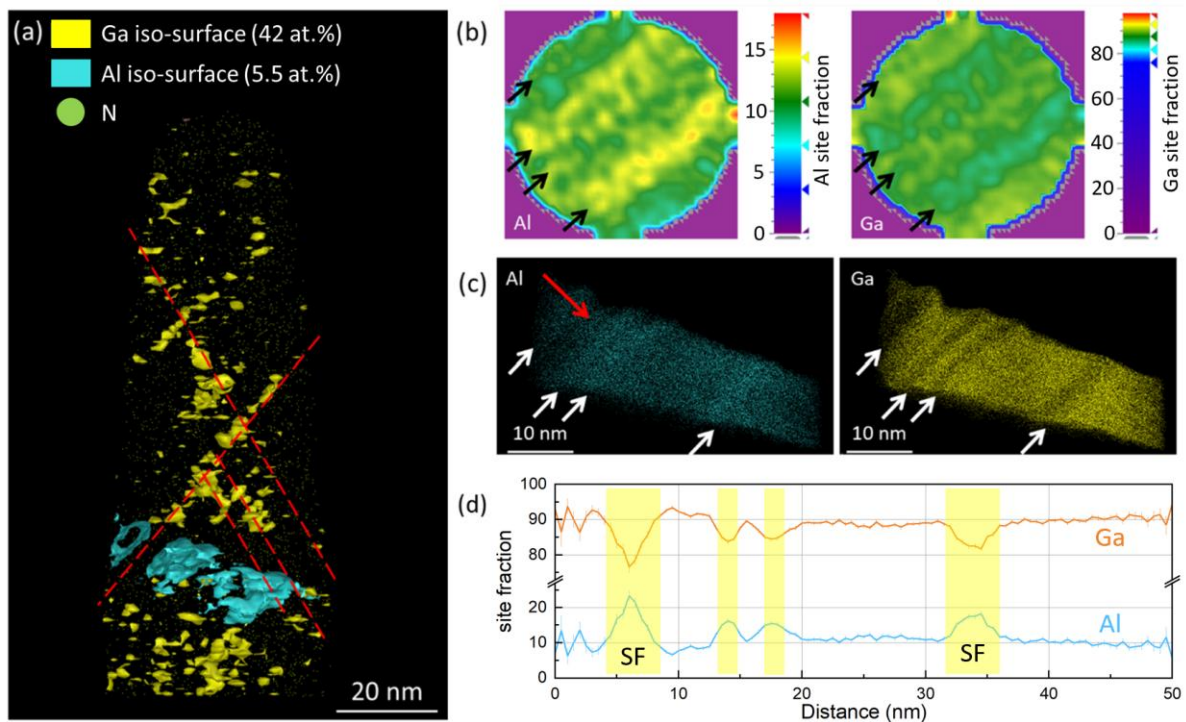 (a)
Ga iso-surface (42 at.%)
Al iso-surface (5.5 at.%)
N
20 nm
(b)
Al
15
10
5
0
Al site fraction
Ga
80
60
40
20
0
Ga site fraction
(c)
Al
10 nm
Ga
10 nm
(d)
100
90
80
20
10
0
site fraction
Ga
Al
SF
SF
0
10
20
30
40
50
Distance (nm)